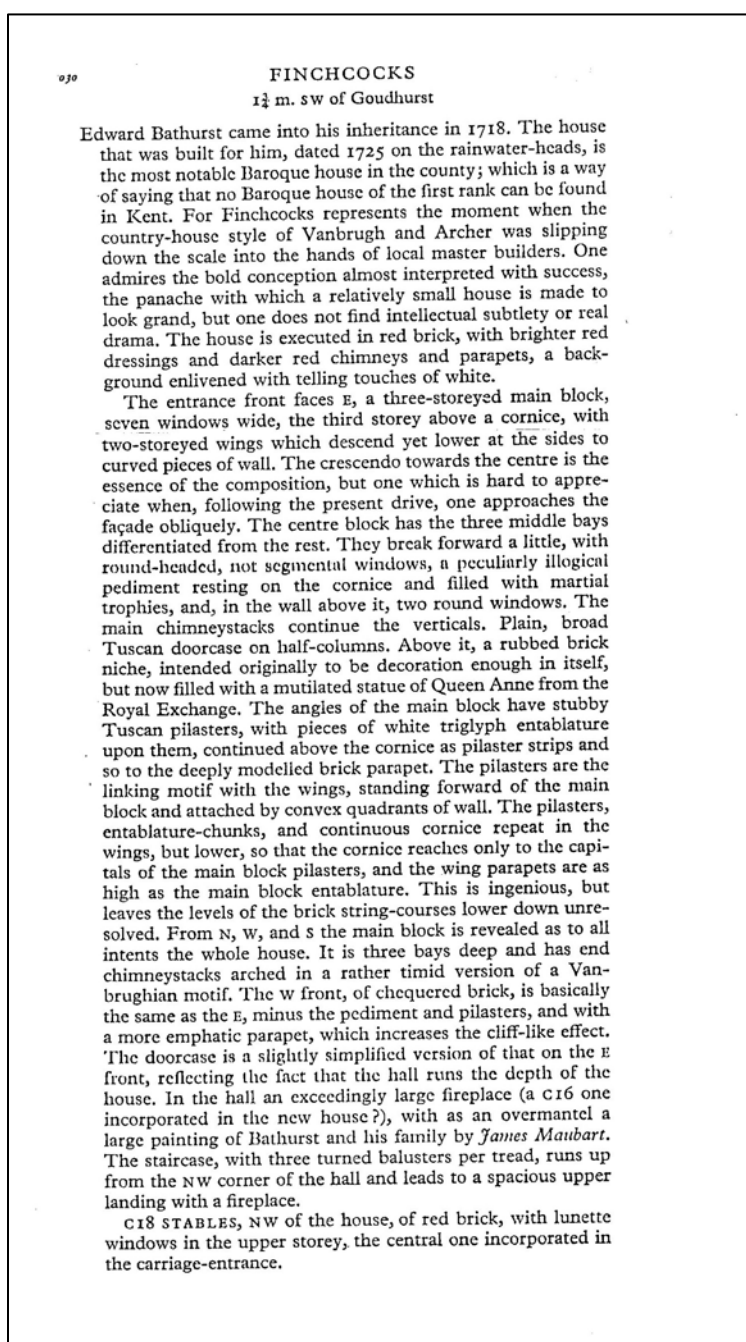 030
FINCHCOCKS
1¾ m. SW of Goudhurst
Edward Bathurst came into his inheritance in 1718. The house
that was built for him, dated 1725 on the rainwater-heads, is
the most notable Baroque house in the county; which is a way
of saying that no Baroque house of the first rank can be found
in Kent. For Finchcocks represents the moment when the
country-house style of Vanbrugh and Archer was slipping
down the scale into the hands of local master builders. One
admires the bold conception almost interpreted with success,
the panache with which a relatively small house is made to
look grand, but one does not find intellectual subtlety or real
drama. The house is executed in red brick, with brighter red
dressings and darker red chimneys and parapets, a back-
ground enlivened with telling touches of white.
The entrance front faces E, a three-storeyed main block,
seven windows wide, the third storey above a cornice, with
two-storeyed wings which descend yet lower at the sides to
curved pieces of wall. The crescendo towards the centre is the
essence of the composition, but one which is hard to appre-
ciate when, following the present drive, one approaches the
façade obliquely. The centre block has the three middle bays
differentiated from the rest. They break forward a little, with
round-headed, not segmental windows, a peculiarly illogical
pediment resting on the cornice and filled with martial
trophies, and, in the wall above it, two round windows. The
main chimneystacks continue the verticals. Plain, broad
Tuscan doorcase on half-columns. Above it, a rubbed brick
niche, intended originally to be decoration enough in itself,
but now filled with a mutilated statue of Queen Anne from the
Royal Exchange. The angles of the main block have stubby
Tuscan pilasters, with pieces of white triglyph entablature
upon them, continued above the cornice as pilaster strips and
so to the deeply modelled brick parapet. The pilasters are the
linking motif with the wings, standing forward of the main
block and attached by convex quadrants of wall. The pilasters,
entablature-chunks, and continuous cornice repeat in the
wings, but lower, so that the cornice reaches only to the capi-
tals of the main block pilasters, and the wing parapets are as
high as the main block entablature. This is ingenious, but
leaves the levels of the brick string-courses lower down unre-
solved. From N, W, and S the main block is revealed as to all
intents the whole house. It is three bays deep and has end
chimneystacks arched in a rather timid version of a Van-
brughian motif. The W front, of chequered brick, is basically
the same as the E, minus the pediment and pilasters, and with
a more emphatic parapet, which increases the cliff-like effect.
The doorcase is a slightly simplified version of that on the E
front, reflecting the fact that the hall runs the depth of the
house. In the hall an exceedingly large fireplace (a C16 one
incorporated in the new house?), with as an overmantel a
large painting of Bathurst and his family by James Maubart.
The staircase, with three turned balusters per tread, runs up
from the NW corner of the hall and leads to a spacious upper
landing with a fireplace.
C18 STABLES, NW of the house, of red brick, with lunette
windows in the upper storey, the central one incorporated in
the carriage-entrance.